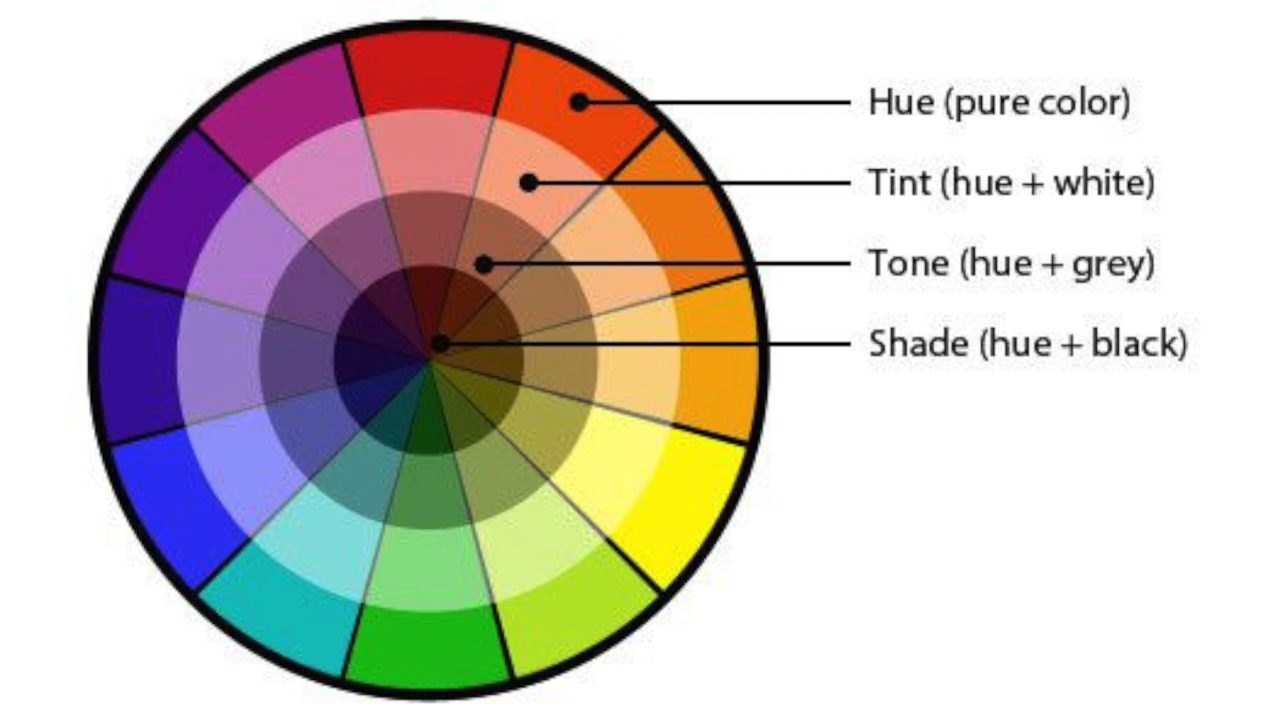 Hue (pure color)
Tint (hue + white)
Tone (hue + grey)
Shade (hue + black)